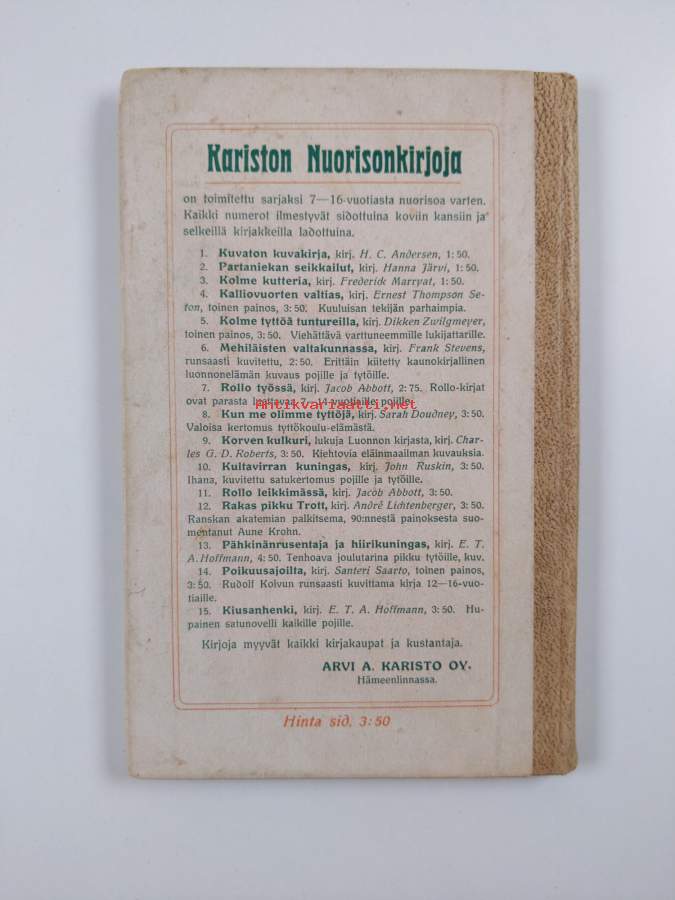 Kariston Nuorisonkirjoja
on toimitettu sarjaksi 7—16-vuotiasta nuorisoa varten.
Kaikki numerot ilmestyvät sidottuina koviin kansiin ja
selkeillä kirjakkeilla ladottuina.
1. Kuvaton kuvakirja, kirj. H. C. Andersen, 1: 50.
2. Partaniekan seikkailut, kirj. Hanna Järvi, 1: 50.
3. Kolme kutteria, kirj. Frederick Marryat, 1: 50.
4. Kalliovuorten valtias, kirj. Ernest Thompson Se-
ton, toinen painos, 3: 50. Kuuluisan tekijän parhaimpia.
5. Kolme tyttöä tuntureilla, kirj. Dikken Zwilgmeyer,
toinen painos, 3: 50. Viehättävä varttuneemmille lukijattarille.
6. Mehiläisten valtakunnassa, kirj. Frank Stevens,
runsaasti kuvitettu, 2: 50. Erittäin kiitetty kaunokirjallinen
luonnonelämän kuvaus pojille ja tytöille.
7. Rollo työssä, kirj. Jacob Abbott, 2: 75. Rollo-kirjat
ovat parasta luettavaa 7—14-vuotiaille pojille.
Antikvariaatti.net
8. Kun me olimme tyttöjä, kirj. Sarah Doudney, 3: 50.
Valoisa kertomus tyttökoulu-elämästä.
9. Korven kulkuri, lukuja Luonnon kirjasta, kirj. Char-
les G. D. Roberts, 3: 50. Kiehtovia eläinmaailman kuvauksia.
10. Kultavirran kuningas, kirj. John Ruskin, 3: 50.
Ihana, kuvitettu satukertomus pojille ja tytöille.
11. Rollo leikkimässä, kirj. Jacob Abbott, 3: 50.
12. Rakas pikku Trott, kirj. André Lichtenberger, 3: 50.
Ranskan akatemian palkitsema, 90:nnestä painoksesta suo-
mentanut Aune Krohn.
13. Pähkinänrusentaja ja hiirikuningas, kirj. E. T.
A. Hoffmann, 4: 50. Tenhoava joulutarina pikku tytöille, kuv.
14. Poikuusajoilta, kirj. Santeri Saarto, toinen painos,
3: 50. Rudolf Koivun runsaasti kuvittama kirja 12—16-vuo-
tiaille.
15. Kiusanhenki, kirj. E. T. A. Hoffmann, 3: 50. Hu-
painen satunovelli kaikille pojille.
Kirjoja myyvät kaikki kirjakaupat ja kustantaja.
ARVI A. KARISTO OY.
Hämeenlinnassa.
Hinta sid. 3: 50